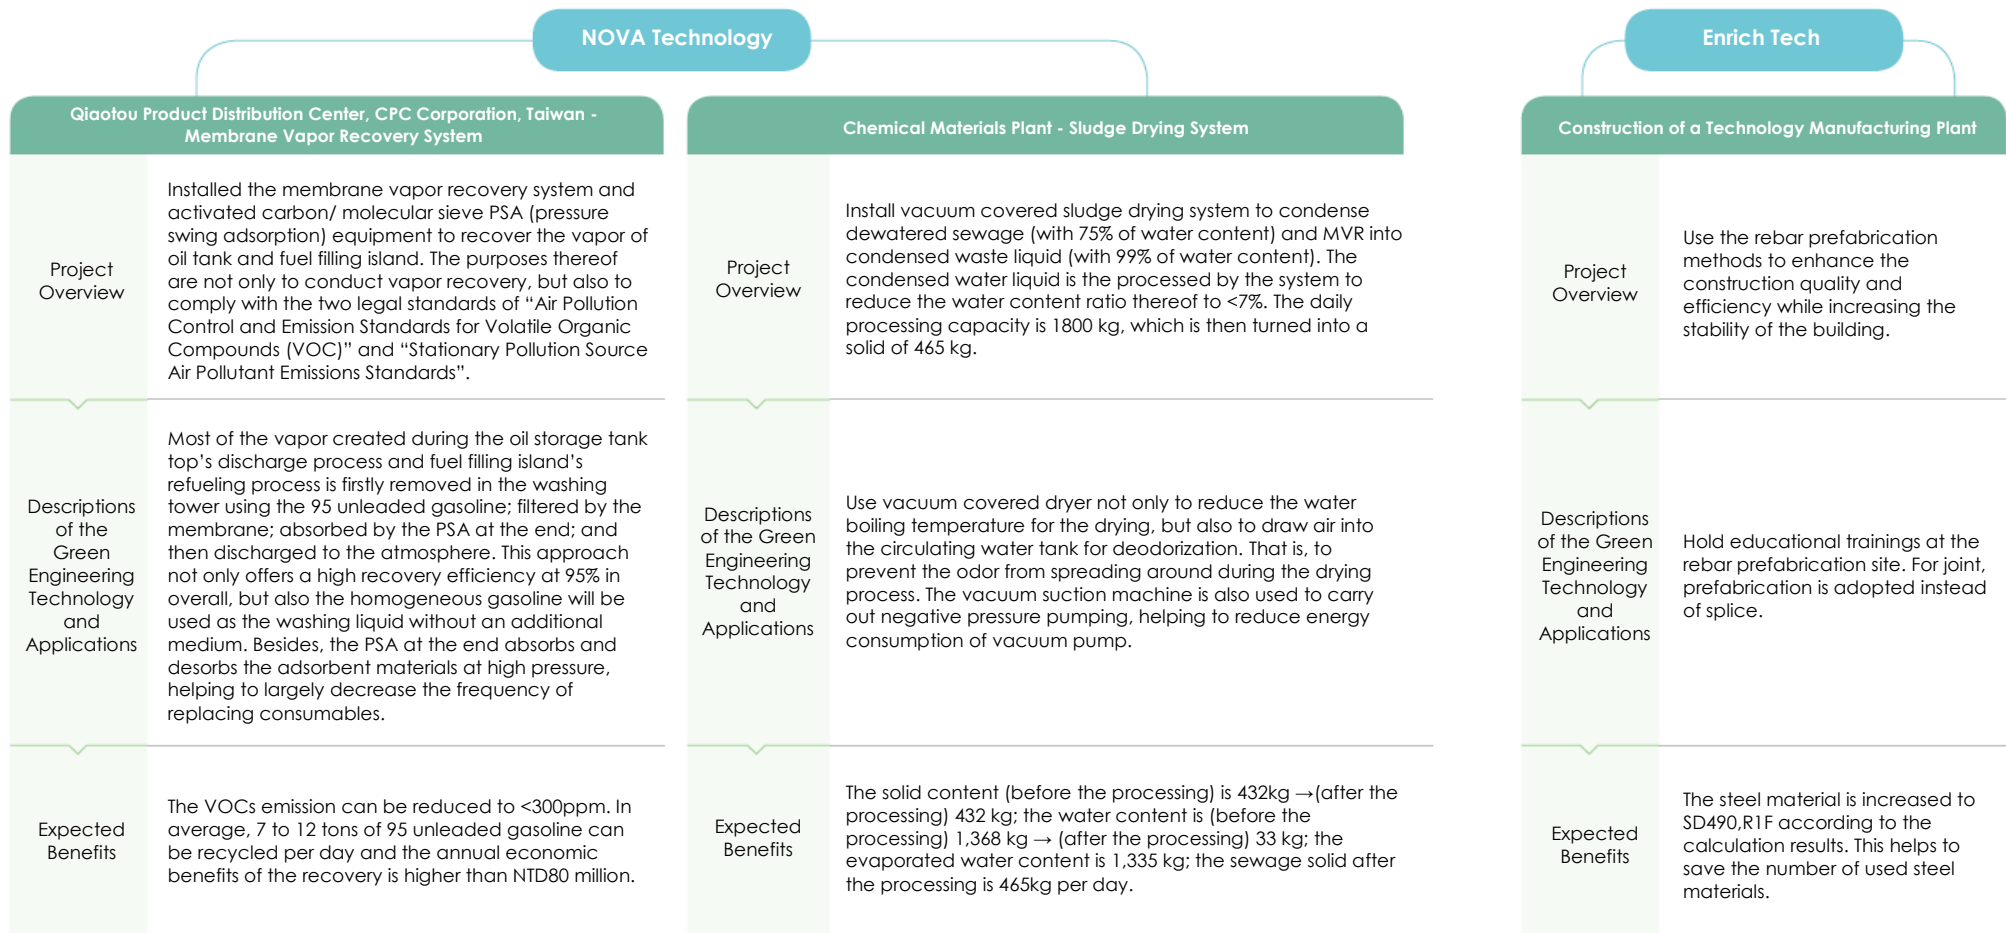 NOVA Technology
Qiaotou Product Distribution Center, CPC Corporation, Taiwan -
Membrane Vapor Recovery System
Project
Overview
Installed the membrane vapor recovery system and
activated carbon/ molecular sieve PSA (pressure
swing adsorption) equipment to recover the vapor of
oil tank and fuel filling island. The purposes thereof
are not only to conduct vapor recovery, but also to
comply with the two legal standards of “Air Pollution
Control and Emission Standards for Volatile Organic
Compounds (VOC)” and “Stationary Pollution Source
Air Pollutant Emissions Standards”.
Descriptions
of the
Green
Engineering
Technology
and
Applications
Most of the vapor created during the oil storage tank
top’s discharge process and fuel filling island’s
refueling process is firstly removed in the washing
tower using the 95 unleaded gasoline; filtered by the
membrane; absorbed by the PSA at the end; and
then discharged to the atmosphere. This approach
not only offers a high recovery efficiency at 95% in
overall, but also the homogeneous gasoline will be
used as the washing liquid without an additional
medium. Besides, the PSA at the end absorbs and
desorbs the adsorbent materials at high pressure,
helping to largely decrease the frequency of
replacing consumables.
Expected
Benefits
The VOCs emission can be reduced to <300ppm. In
average, 7 to 12 tons of 95 unleaded gasoline can
be recycled per day and the annual economic
benefits of the recovery is higher than NTD80 million.
Chemical Materials Plant - Sludge Drying System
Project
Overview
Install vacuum covered sludge drying system to condense
dewatered sewage (with 75% of water content) and MVR into
condensed waste liquid (with 99% of water content). The
condensed water liquid is the processed by the system to
reduce the water content ratio thereof to <7%. The daily
processing capacity is 1800 kg, which is then turned into a
solid of 465 kg.
Descriptions
of the Green
Engineering
Technology
and
Applications
Use vacuum covered dryer not only to reduce the water
boiling temperature for the drying, but also to draw air into
the circulating water tank for deodorization. That is, to
prevent the odor from spreading around during the drying
process. The vacuum suction machine is also used to carry
out negative pressure pumping, helping to reduce energy
consumption of vacuum pump.
Expected
Benefits
The solid content (before the processing) is 432kg →(after the
processing) 432 kg; the water content is (before the
processing) 1,368 kg → (after the processing) 33 kg; the
evaporated water content is 1,335 kg; the sewage solid after
the processing is 465kg per day.
Enrich Tech
Construction of a Technology Manufacturing Plant
Project
Overview
Use the rebar prefabrication
methods to enhance the
construction quality and
efficiency while increasing the
stability of the building.
Descriptions
of the Green
Engineering
Technology
and
Applications
Hold educational trainings at the
rebar prefabrication site. For joint,
prefabrication is adopted instead
of splice.
Expected
Benefits
The steel material is increased to
SD490,R1F according to the
calculation results. This helps to
save the number of used steel
materials.